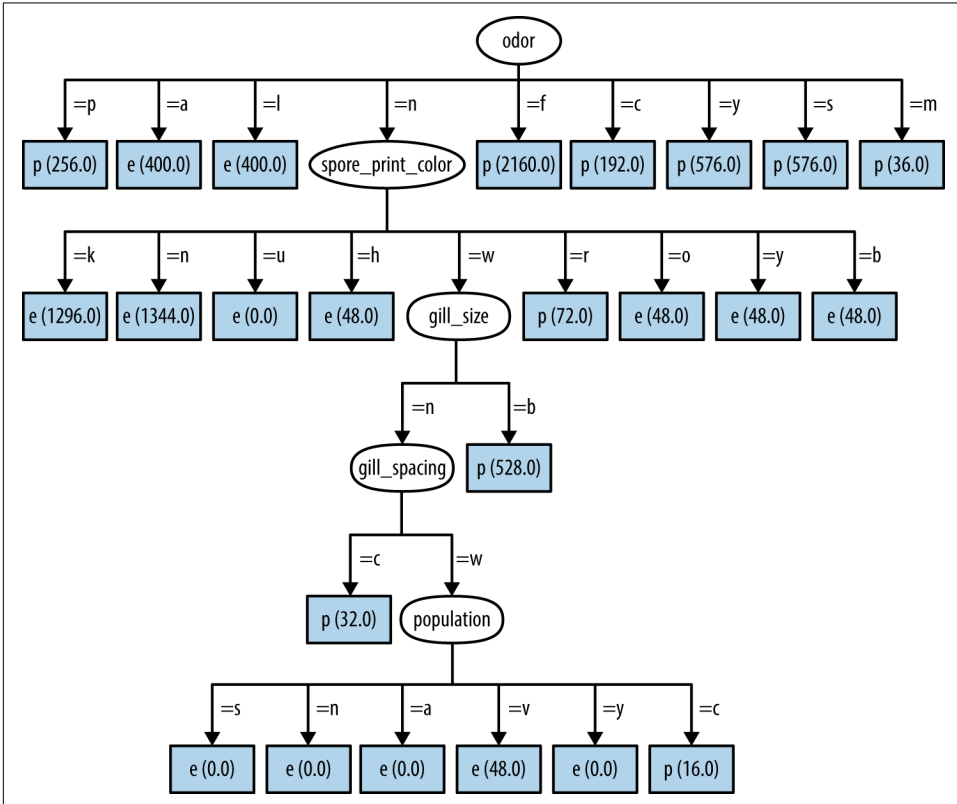 odor
=p =a =l =n =f =c =y =s =m
p (256.0) e (400.0) e (400.0) spore_print_color p (2160.0) p (192.0) p (576.0) p (576.0) p (36.0)
=k =n =u =h =w =r =o =y =b
e (1296.0) e (1344.0) e (0.0) e (48.0) gill_size p (72.0) e (48.0) e (48.0) e (48.0)
=n =b
gill_spacing p (528.0)
=c =w
p (32.0) population
=s =n =a =v =y =c
e (0.0) e (0.0) e (0.0) e (48.0) e (0.0) p (16.0)